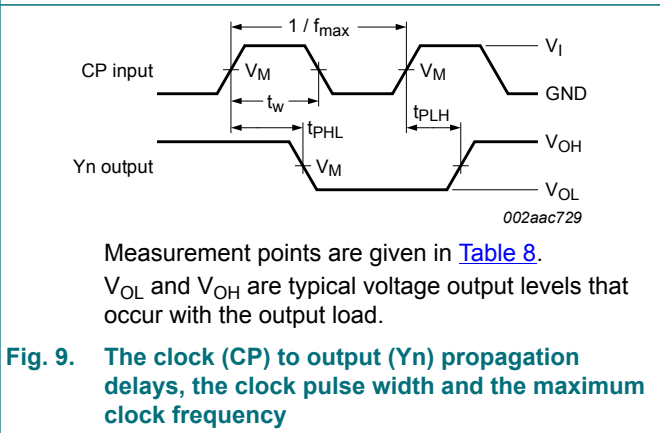 1 / fmax
VI
CP input
VM
VM
GND
tW
tPHL
tPLH
VOH
Yn output
VM
VOL
002aac729
Measurement points are given in Table 8.
VOL and VOH are typical voltage output levels that
occur with the output load.
Fig. 9. The clock (CP) to output (Yn) propagation
delays, the clock pulse width and the maximum
clock frequency